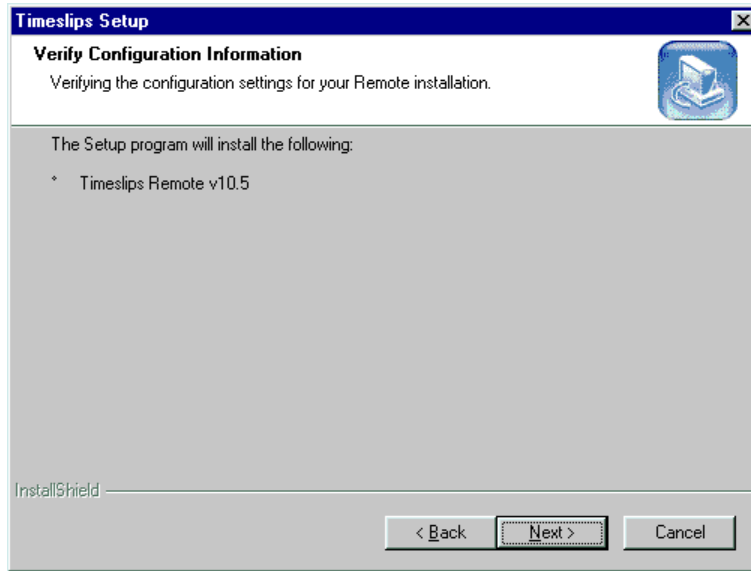 Timeslips Setup
Verify Configuration Information
Verifying the configuration settings for your Remote installation.
The Setup program will install the following:
* Timeslips Remote v10.5
InstallShield
< Back Next > Cancel